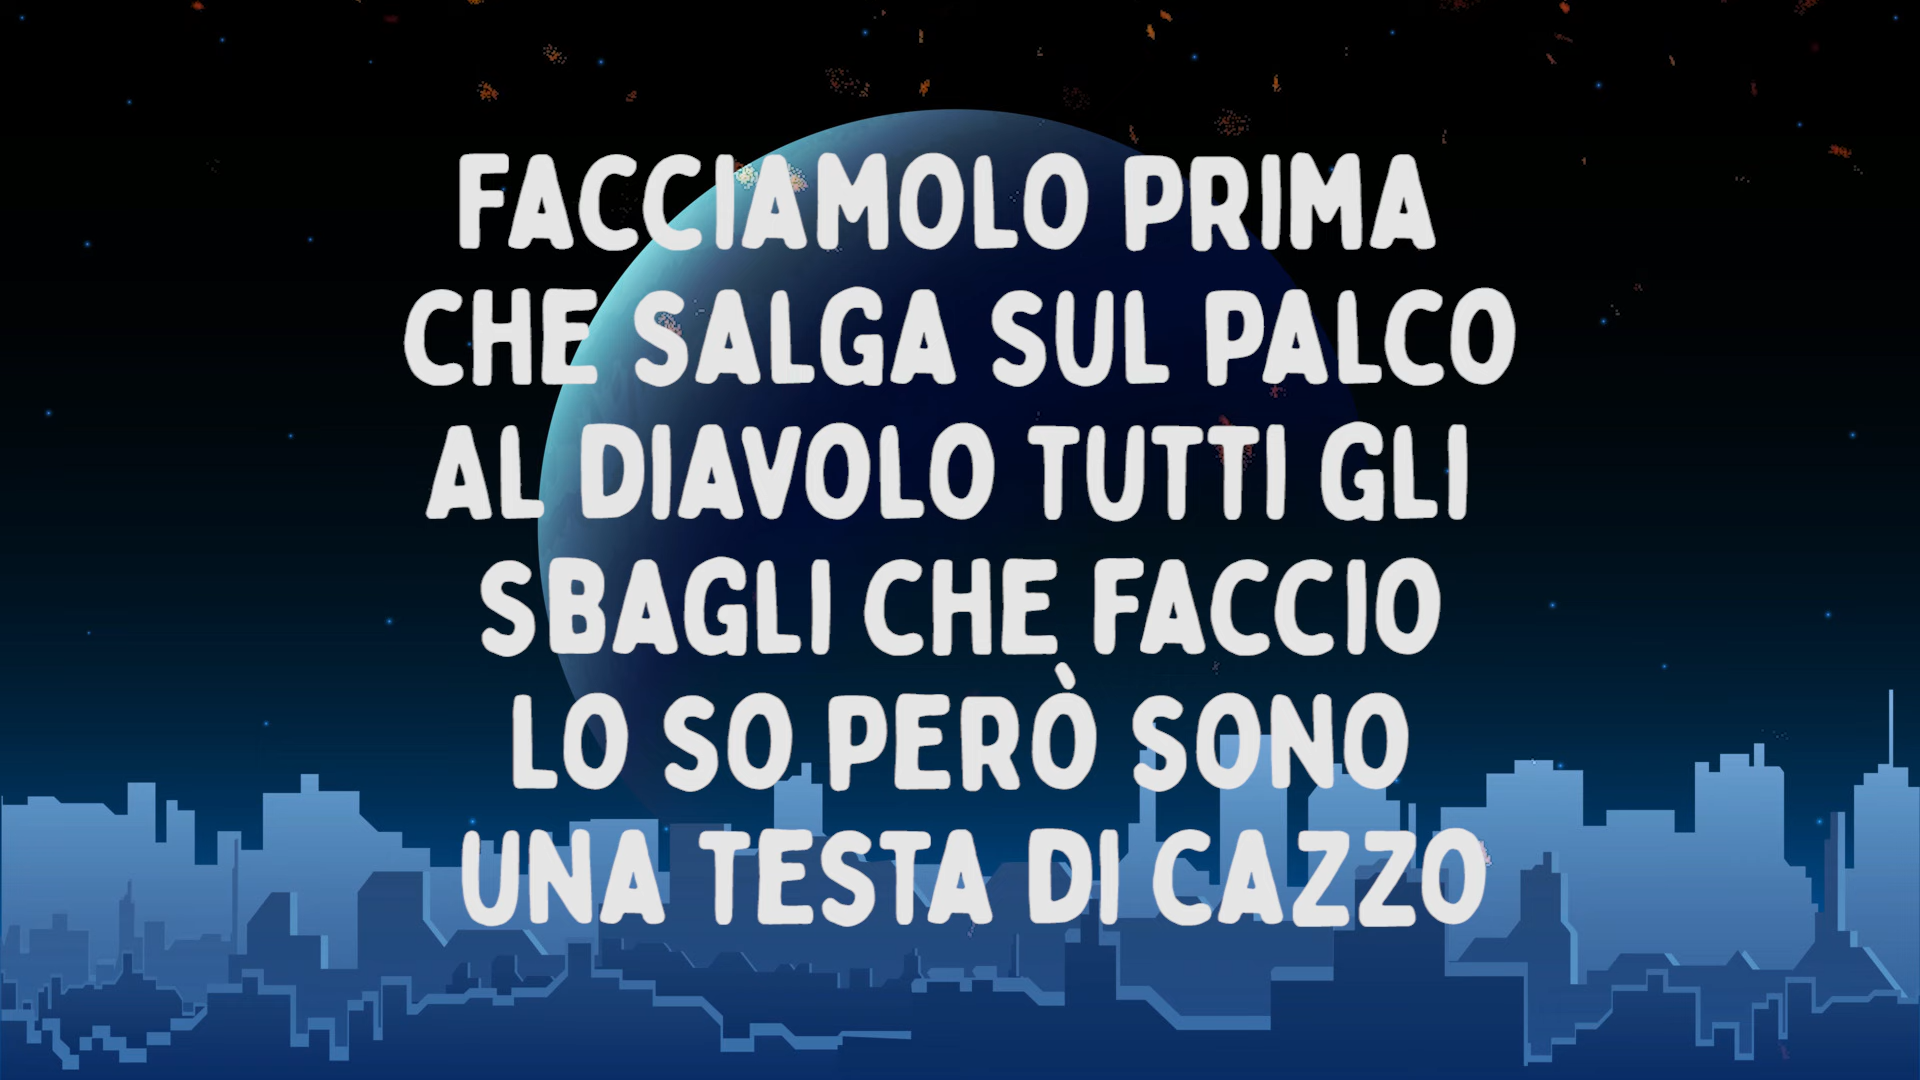 FACCIAMOLO PRIMA
CHE SALGA SUL PALCO
AL DIAVOLO TUTTI GLI
SBAGLI CHE FACCIO
LO SO PERÒ SONO
UNA TESTA DI CAZZO